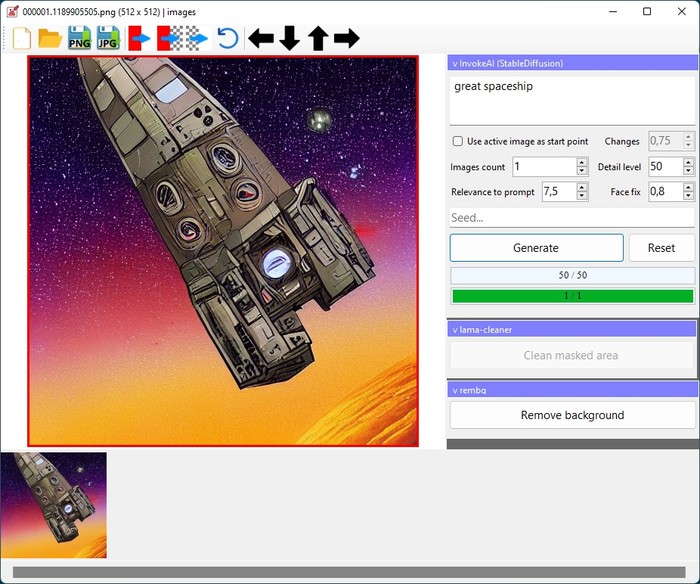 000001.1189905505.png (512 x 512) | images
PNG JPG
v InvokeAI (StableDiffusion)
great spaceship
Use active image as start point Changes 0,75
Images count 1 Detail level 50
Relevance to prompt 7,5 Face fix 0,8
Seed...
Generate Reset
50 / 50
1 / 1
v lama-cleaner
Clean masked area
v rembg
Remove background